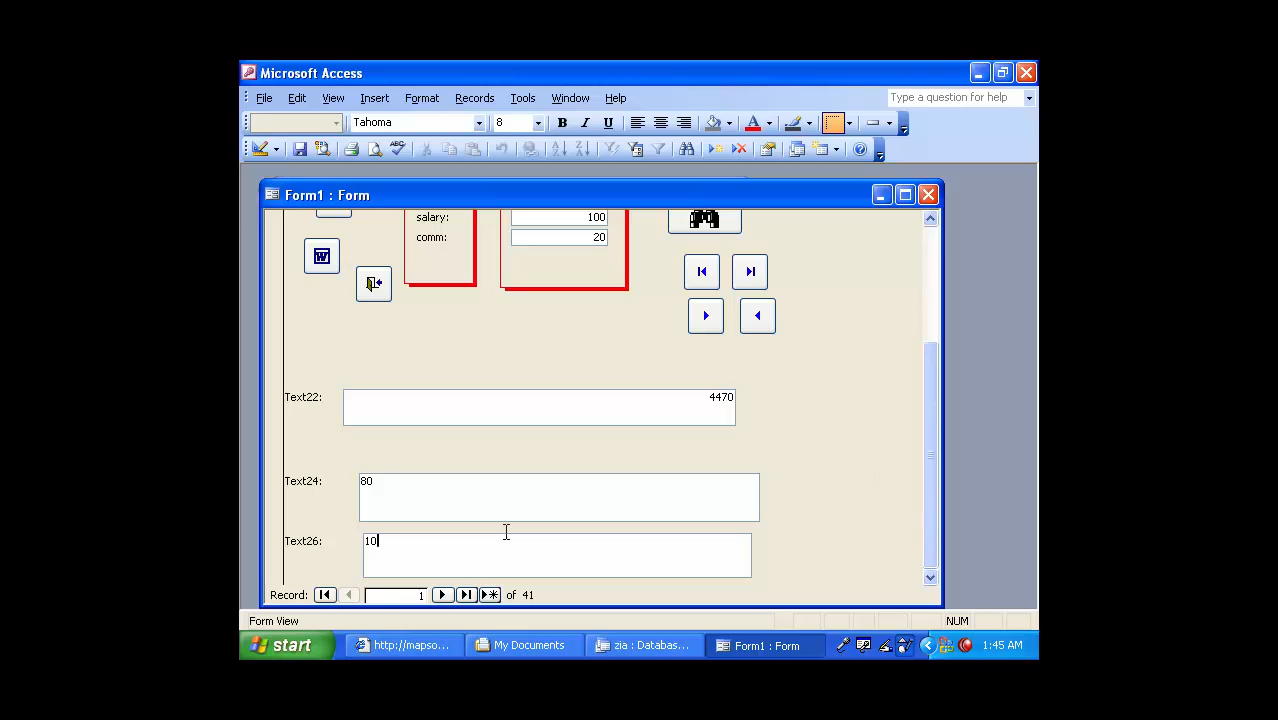 Microsoft Access
File Edit View Insert Format Records Tools Window Help Type a question for help
Tahoma 8 B I U A
ABC
Form1 : Form
salary: 100
comm: 20
W
Text22: 4470
Text24: 80
Text26: 10
Record: 1 of 41
Form View NUM
start http://mapso... My Documents zia : Databas... Form1 : Form 1:45 AM